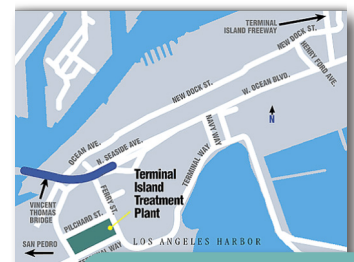 TERMINAL
ISLAND FREEWAY
NEW DOCK ST.
HENRY FORD AVE.
NEW DOCK ST.
W. OCEAN BLVD.
N
OCEAN AVE.
N. SEASIDE AVE.
NAVY WAY
TERMINAL WAY
FERRY ST.
Terminal
Island
Treatment
Plant
VINCENT
THOMAS
BRIDGE
PILCHARD ST.
SAN PEDRO
LOS ANGELES HARBOR
WAY